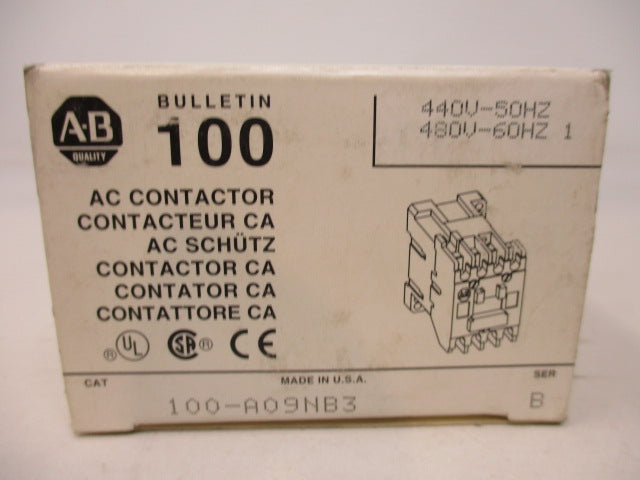 A-B
QUALITY
BULLETIN
100
440V-50HZ
480V-60HZ 1
AC CONTACTOR
CONTACTEUR CA
AC SCHÜTZ
CONTACTOR CA
CONTATOR CA
CONTATTORE CA
® UL SA ® CE
CAT
MADE IN U.S.A.
SER
100-A09NB3
B